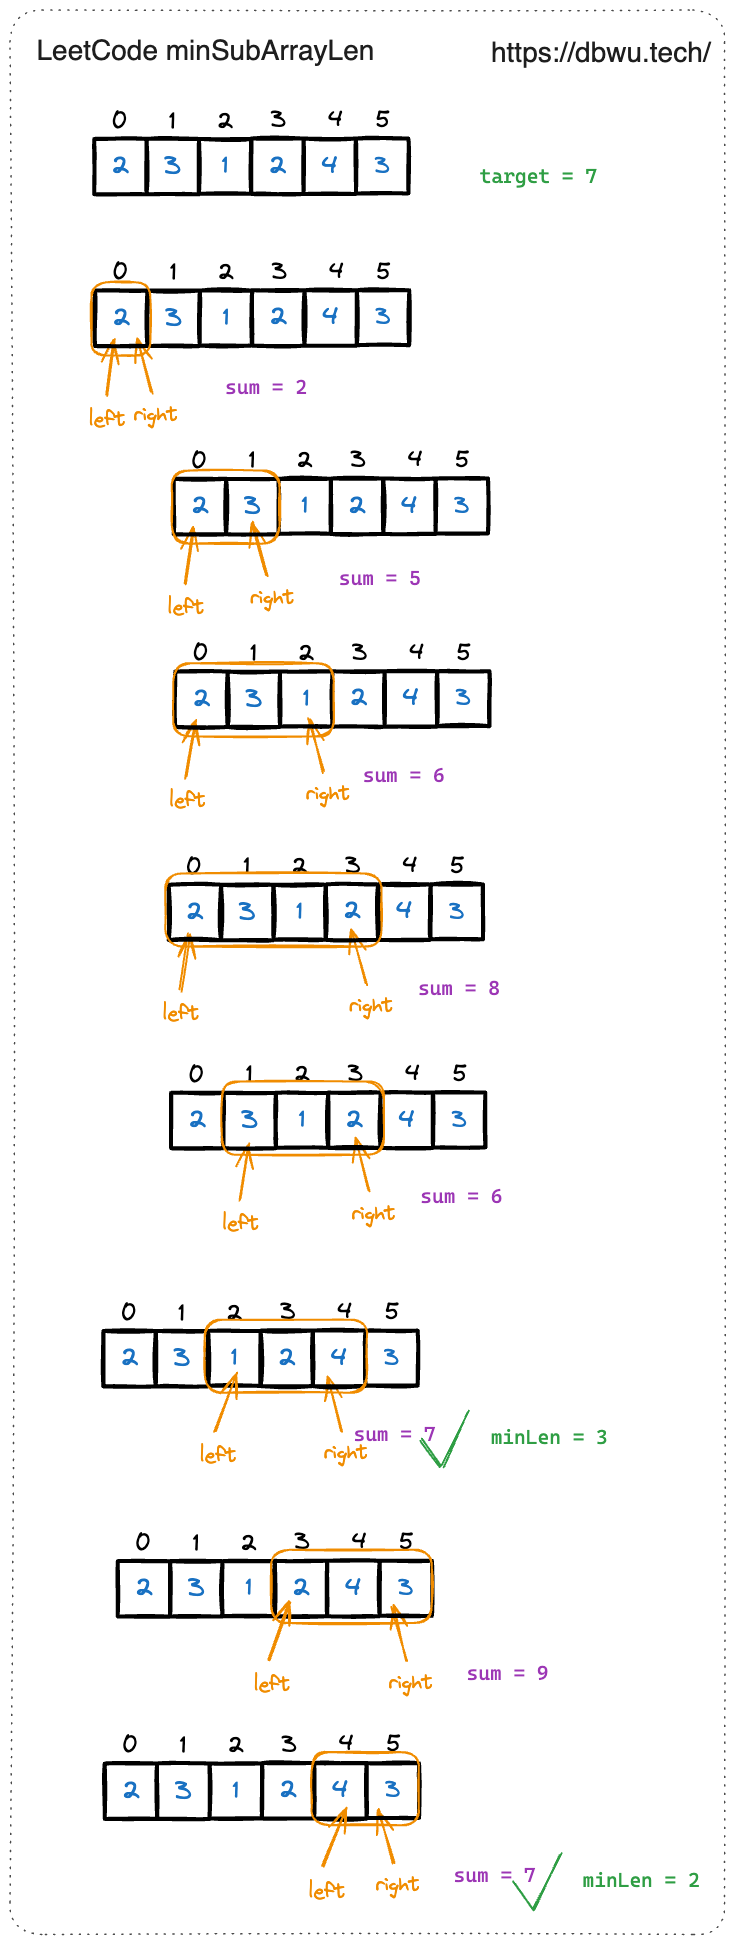 LeetCode minSubArrayLen https://dbwu.tech/
0 1 2 3 4 5
2 3 1 2 4 3
target = 7
0 1 2 3 4 5
2 3 1 2 4 3
sum = 2
left right
0 1 2 3 4 5
2 3 1 2 4 3
sum = 5
left right
0 1 2 3 4 5
2 3 1 2 4 3
sum = 6
left right
0 1 2 3 4 5
2 3 1 2 4 3
sum = 8
left right
0 1 2 3 4 5
2 3 1 2 4 3
sum = 6
left right
0 1 2 3 4 5
2 3 1 2 4 3
sum = 7 minLen = 3
left right
0 1 2 3 4 5
2 3 1 2 4 3
sum = 9
left right
0 1 2 3 4 5
2 3 1 2 4 3
sum = 7 minLen = 2
left right